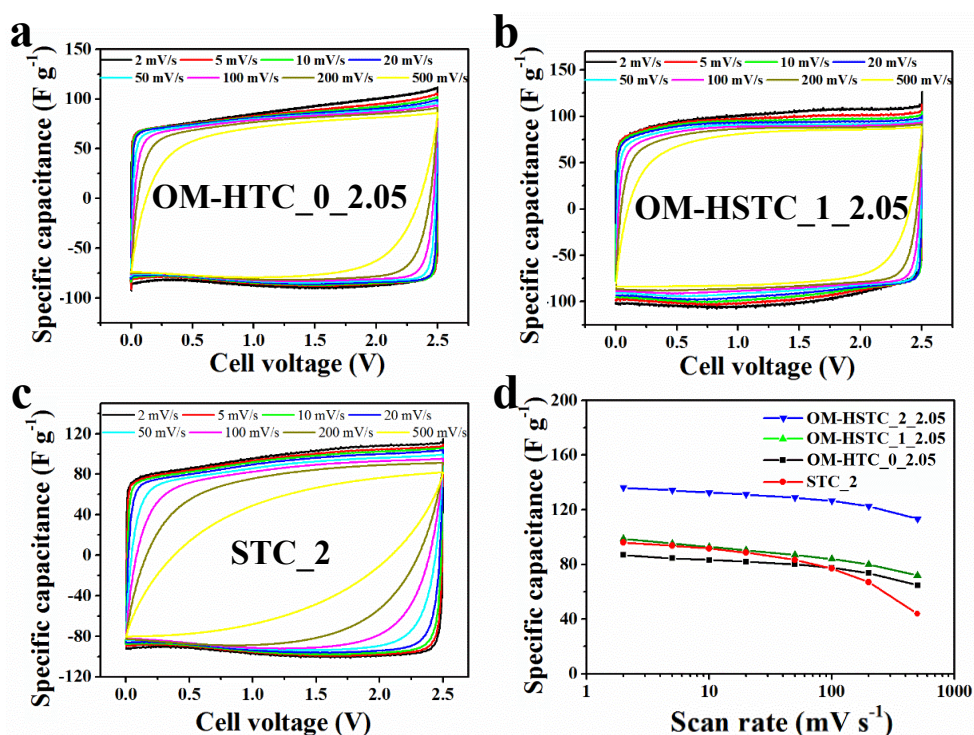 a
2 mV/s 5 mV/s 10 mV/s 20 mV/s
50 mV/s 100 mV/s 200 mV/s 500 mV/s
Specific capacitance (F g⁻¹)
150
100
50
0
-50
-100
OM-HTC_0_2.05
0.0 0.5 1.0 1.5 2.0 2.5
Cell voltage (V)
b
2 mV/s 5 mV/s 10 mV/s 20 mV/s
50 mV/s 100 mV/s 200 mV/s 500 mV/s
Specific capacitance (F g⁻¹)
150
100
50
0
-50
-100
OM-HSTC_1_2.05
0.0 0.5 1.0 1.5 2.0 2.5
Cell voltage (V)
c
2 mV/s 5 mV/s 10 mV/s 20 mV/s
50 mV/s 100 mV/s 200 mV/s 500 mV/s
Specific capacitance (F g⁻¹)
120
80
40
0
-40
-80
-120
STC_2
0.0 0.5 1.0 1.5 2.0 2.5
Cell voltage (V)
d
OM-HSTC_2_2.05
OM-HSTC_1_2.05
OM-HTC_0_2.05
STC_2
Specific capacitance (F g⁻¹)
200
160
120
80
40
0
1 10 100 1000
Scan rate (mV s⁻¹)